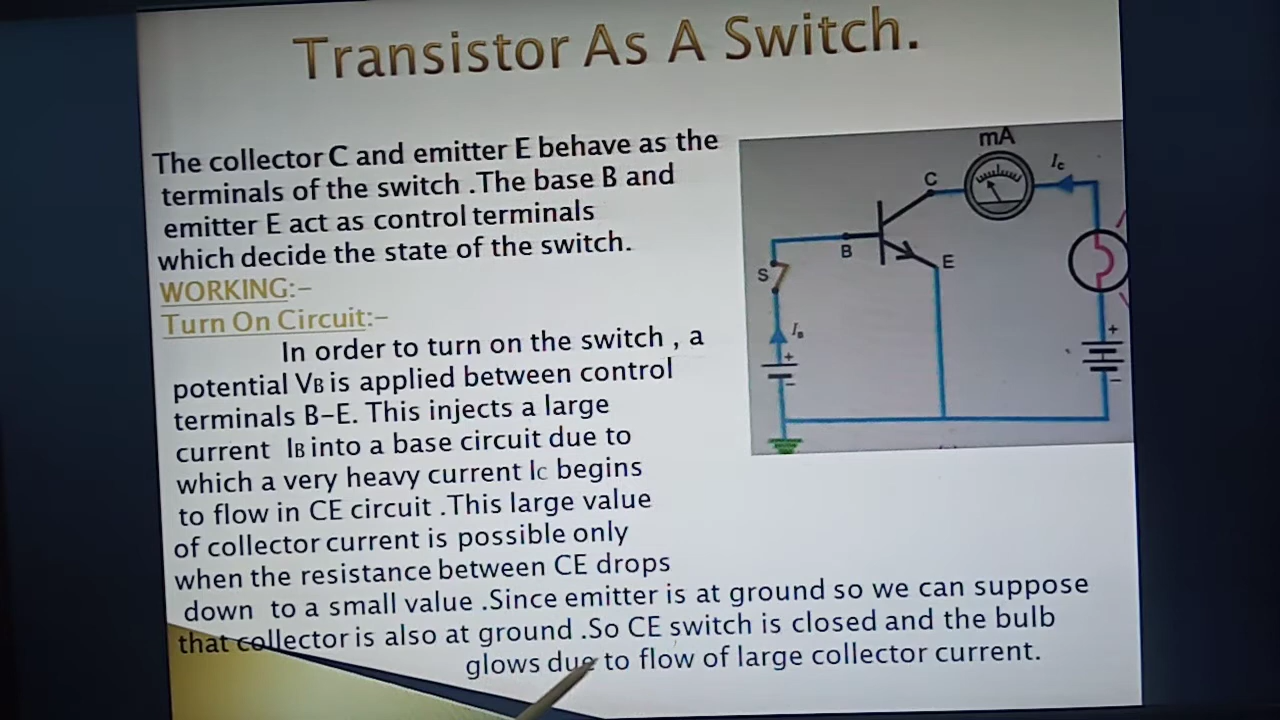 Transistor As A Switch.
The collector C and emitter E behave as the
terminals of the switch .The base B and
emitter E act as control terminals
which decide the state of the switch.
WORKING:-
Turn On Circuit:-
In order to turn on the switch , a
potential VB is applied between control
terminals B-E. This injects a large
current IB into a base circuit due to
which a very heavy current Ic begins
to flow in CE circuit .This large value
of collector current is possible only
when the resistance between CE drops
down to a small value .Since emitter is at ground so we can suppose
that collector is also at ground .So CE switch is closed and the bulb
glows due to flow of large collector current.
mA
Ic
C
B
E
S
IB
+
-
+
-